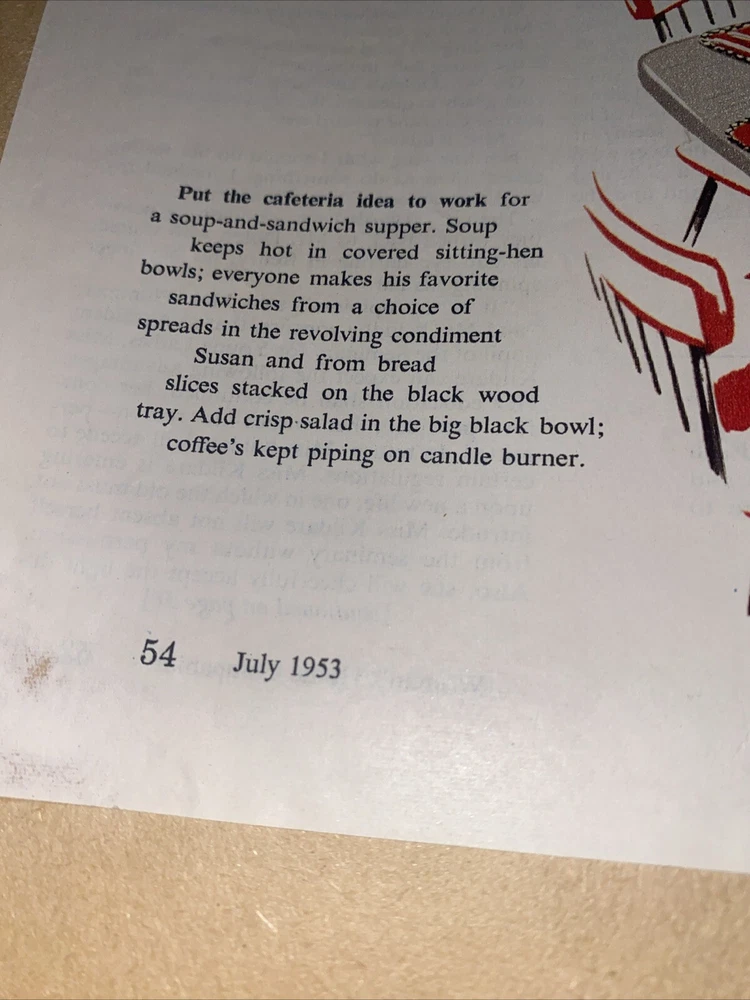 Put the cafeteria idea to work for
a soup-and-sandwich supper. Soup
keeps hot in covered sitting-hen
bowls; everyone makes his favorite
sandwiches from a choice of
spreads in the revolving condiment
Susan and from bread
slices stacked on the black wood
tray. Add crisp salad in the big black bowl;
coffee's kept piping on candle burner.
54 July 1953